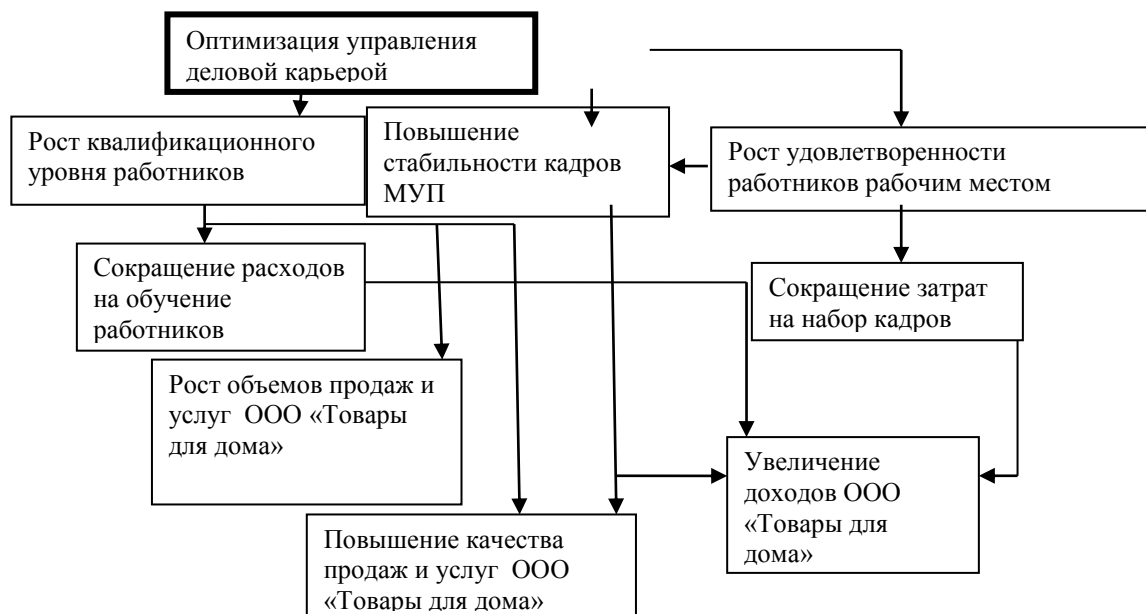 Оптимизация управления
деловой карьерой
Рост квалификационного
уровня работников
Повышение
стабильности кадров
МУП
Рост удовлетворенности
работников рабочим местом
Сокращение расходов
на обучение
работников
Сокращение затрат
на набор кадров
Рост объемов продаж и
услуг ООО «Товары
для дома»
Увеличение
доходов ООО
«Товары для
дома»
Повышение качества
продаж и услуг ООО
«Товары для дома»